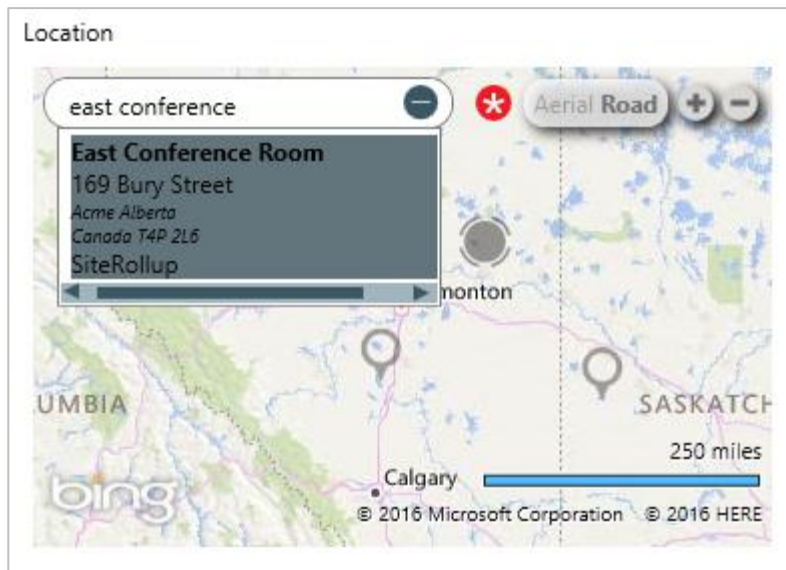 Location
east conference
Aerial Road
East Conference Room
169 Bury Street
Acme Alberta
Canada T4P 2L6
SiteRollup
monton
UMBIA
SASKATCH
250 miles
Calgary
bing
© 2016 Microsoft Corporation © 2016 HERE